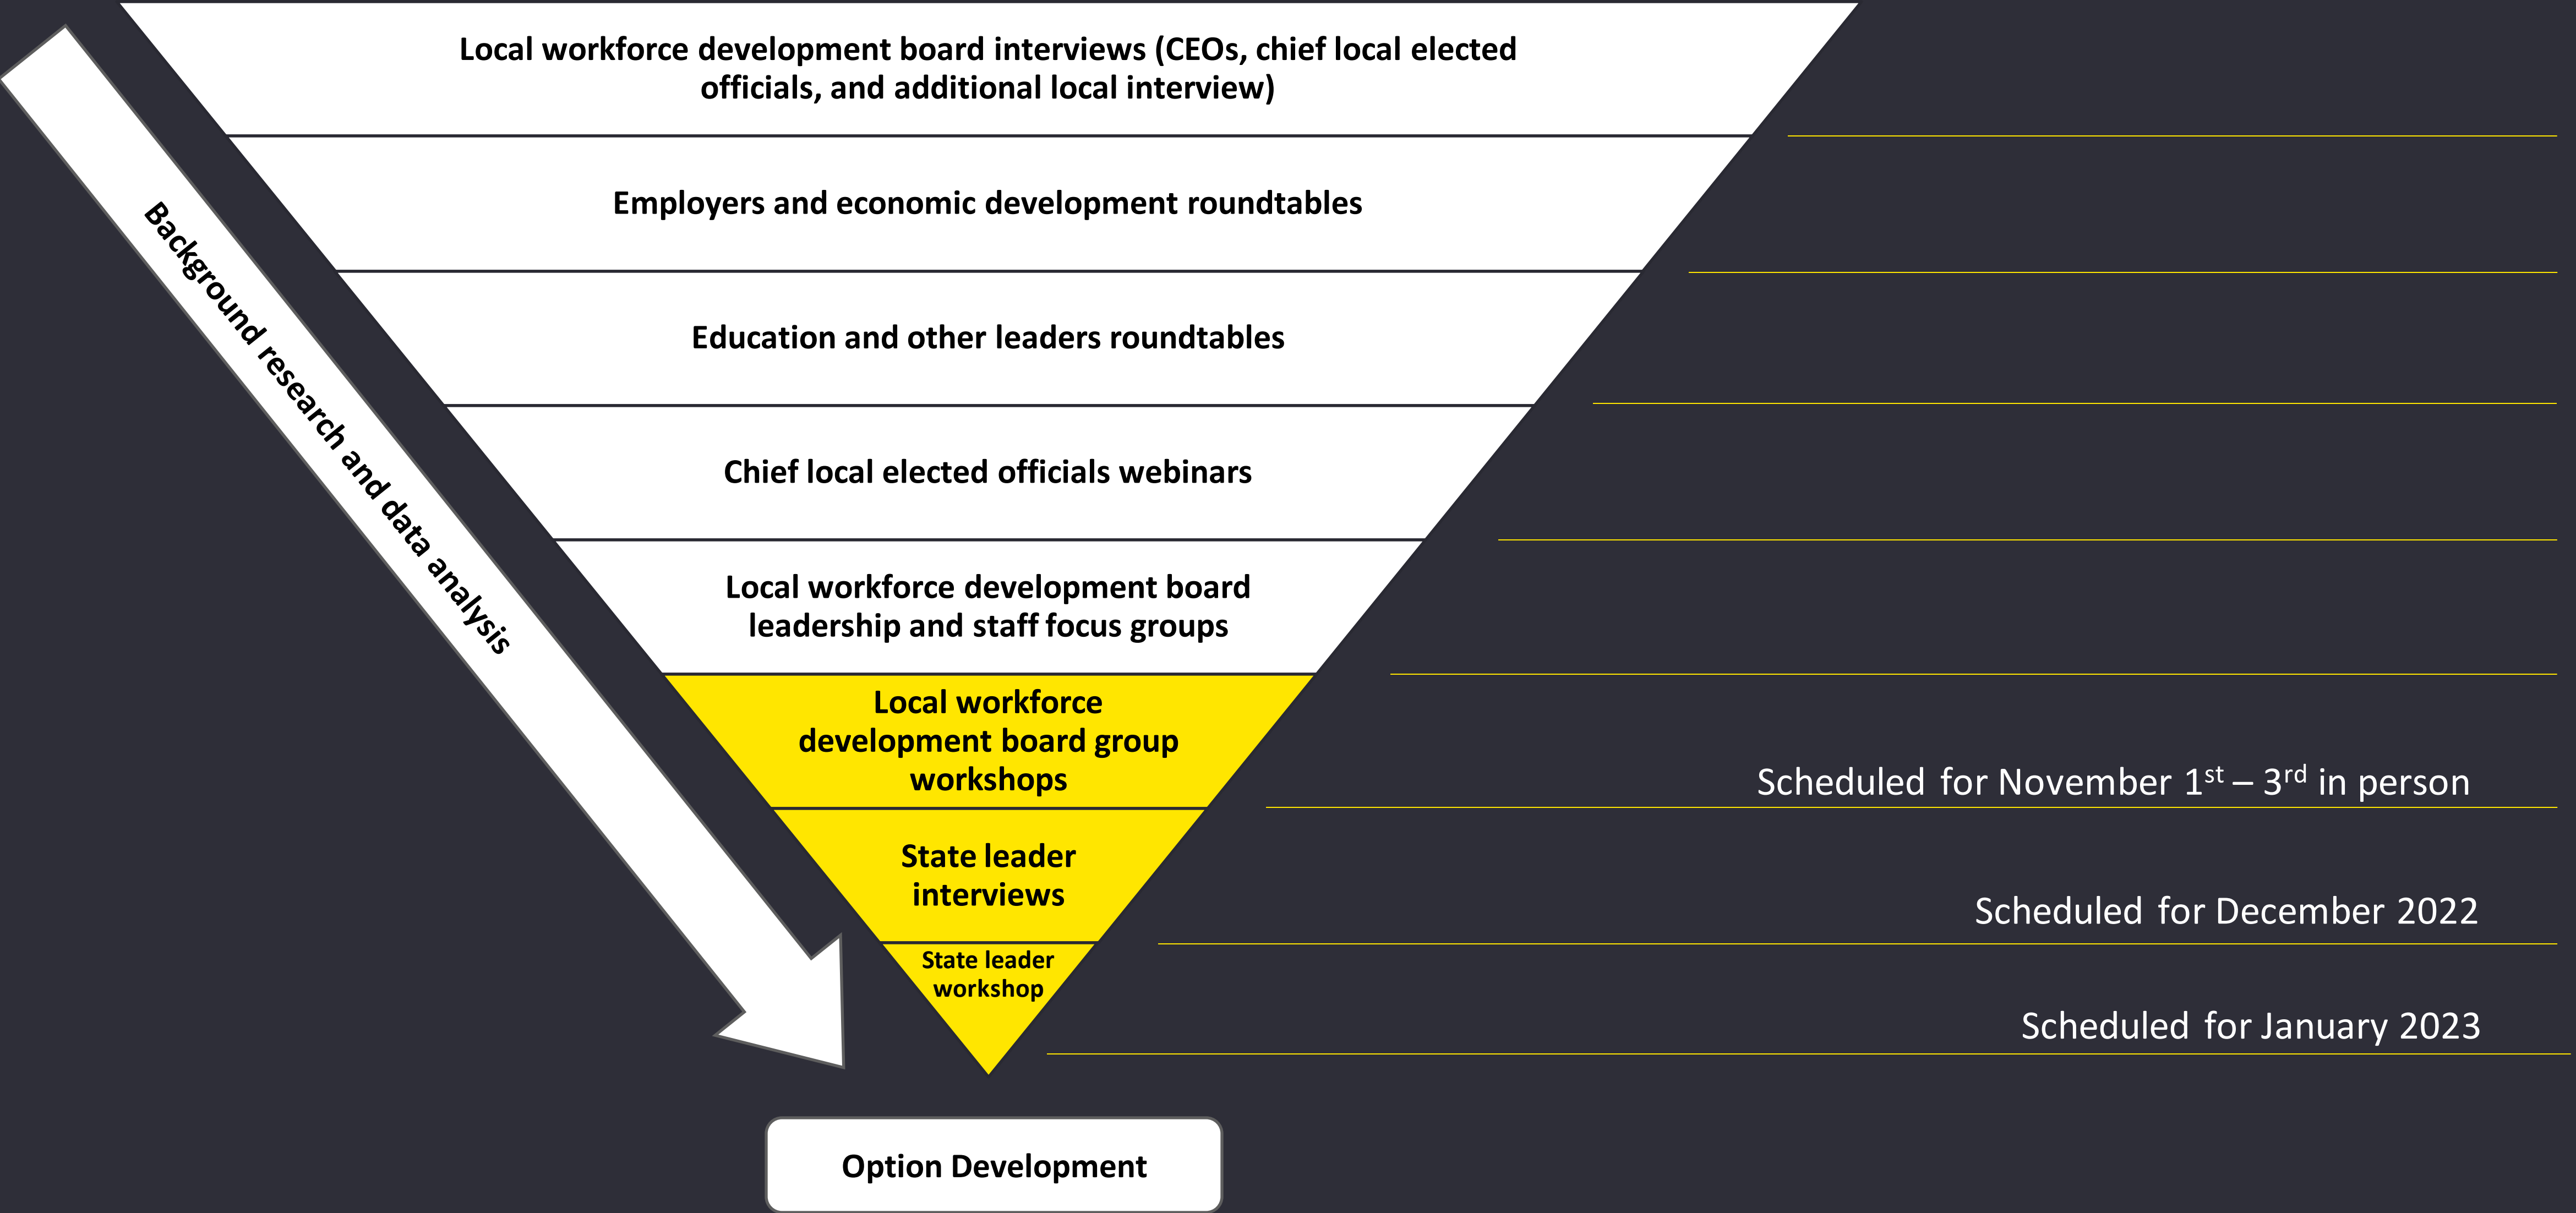 Local workforce development board interviews (CEOs, chief local elected
officials, and additional local interview)
Employers and economic development roundtables
Education and other leaders roundtables
Chief local elected officials webinars
Local workforce development board
leadership and staff focus groups
Local workforce
development board group
workshops
Scheduled for November 1st – 3rd in person
State leader
interviews
Scheduled for December 2022
State leader
workshop
Scheduled for January 2023
Background research and data analysis
Option Development